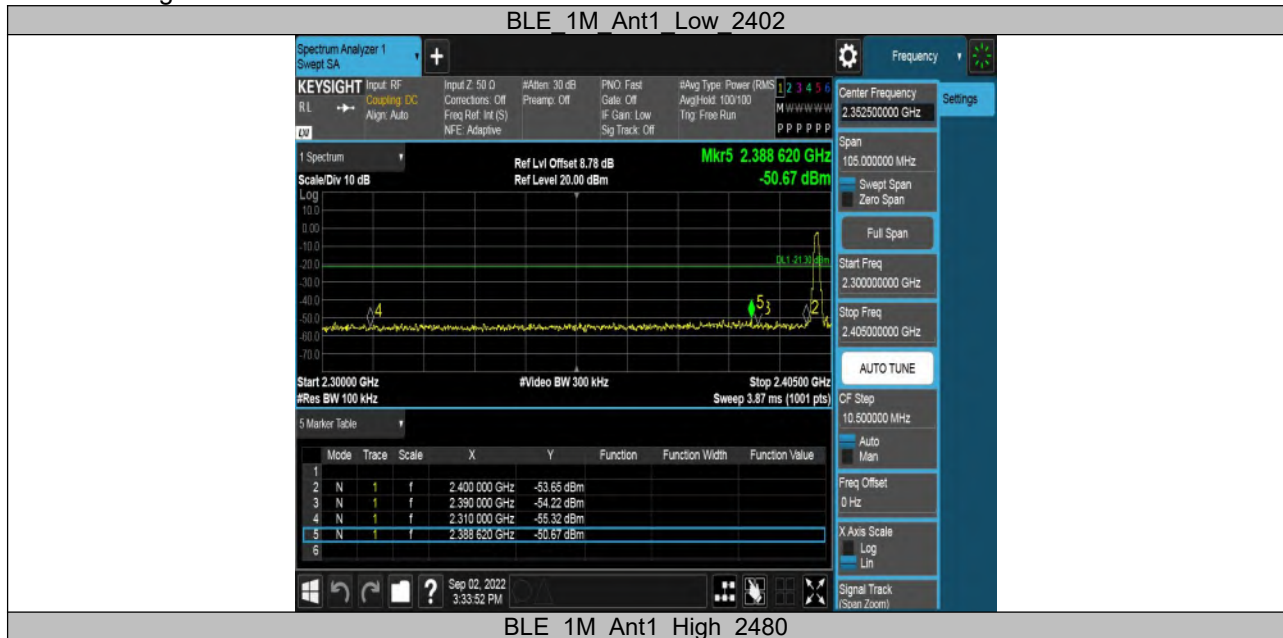 BLE_1M_Ant1_Low_2402
Spectrum Analyzer 1
Swept SA
+
Frequency
KEYSIGHT Input: RF
RL
Coupling: DC
Align: Auto
LXI
Input Z: 50 Ω
Corrections: Off
Freq Ref: Int (S)
NFE: Adaptive
#Atten: 30 dB
Preamp: Off
PNO: Fast
Gate: Off
IF Gain: Low
Sig Track: Off
#Avg Type: Power (RMS
Avg|Hold: 100/100
Trig: Free Run
1 2 3 4 5 6
M W W W W W
P P P P P P
Center Frequency
2.352500000 GHz
Settings
Span
105.000000 MHz
Swept Span
Zero Span
Full Span
Start Freq
2.300000000 GHz
Stop Freq
2.405000000 GHz
AUTO TUNE
CF Step
10.500000 MHz
Auto
Man
Freq Offset
0 Hz
X Axis Scale
Log
Lin
Signal Track
(Span Zoom)
1 Spectrum
Scale/Div 10 dB
Ref Lvl Offset 8.78 dB
Ref Level 20.00 dBm
Mkr5 2.388 620 GHz
-50.67 dBm
Log
10.0
0.00
-10.0
-20.0
-30.0
-40.0
-50.0
-60.0
-70.0
DL1 -21.30 dBm
4
5
3
2
Start 2.30000 GHz
#Res BW 100 kHz
#Video BW 300 kHz
Stop 2.40500 GHz
Sweep 3.87 ms (1001 pts)
5 Marker Table
Mode Trace Scale X Y Function Function Width Function Value
1
2 N 1 f 2.400 000 GHz -53.65 dBm
3 N 1 f 2.390 000 GHz -54.22 dBm
4 N 1 f 2.310 000 GHz -55.32 dBm
5 N 1 f 2.388 620 GHz -50.67 dBm
6
?
Sep 02, 2022
3:33:52 PM
BLE_1M_Ant1_High_2480